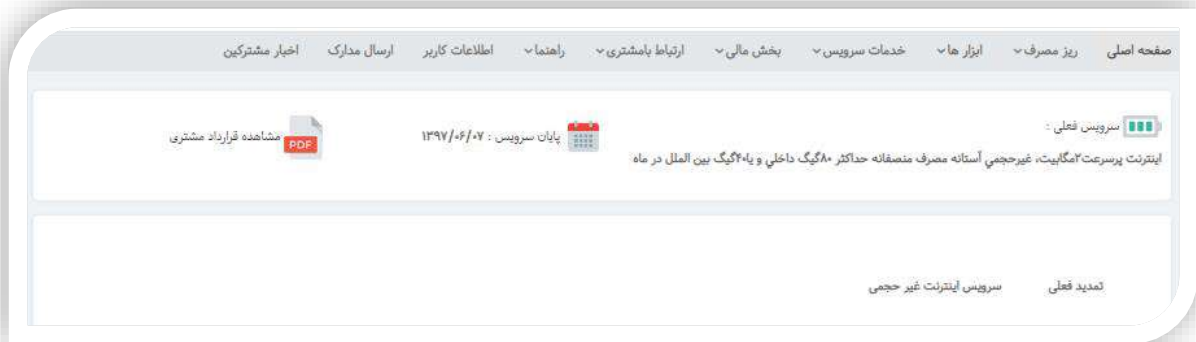 صفحه اصلی ریز مصرف ابزار ها خدمات سرویس بخش مالی ارتباط بامشتری راهنما اطلاعات کاربر ارسال مدارک اخبار مشترکین
سرویس فعلی :
اینترنت پرسرعت۲مگابیت، غیرحجمي آستانه مصرف منصفانه حداکثر ۸۰گیگ داخلي و یا۴۰گیگ بین الملل در ماه
پایان سرویس : ۱۳۹۷/۰۶/۰۷
مشاهده قرارداد مشتری
PDF
تمدید فعلی سرویس اینترنت غیر حجمی